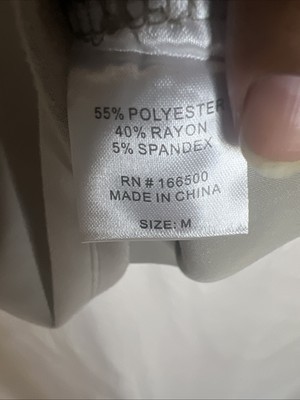 55% POLYESTER
40% RAYON
5% SPANDEX
RN # 166500
MADE IN CHINA
SIZE: M